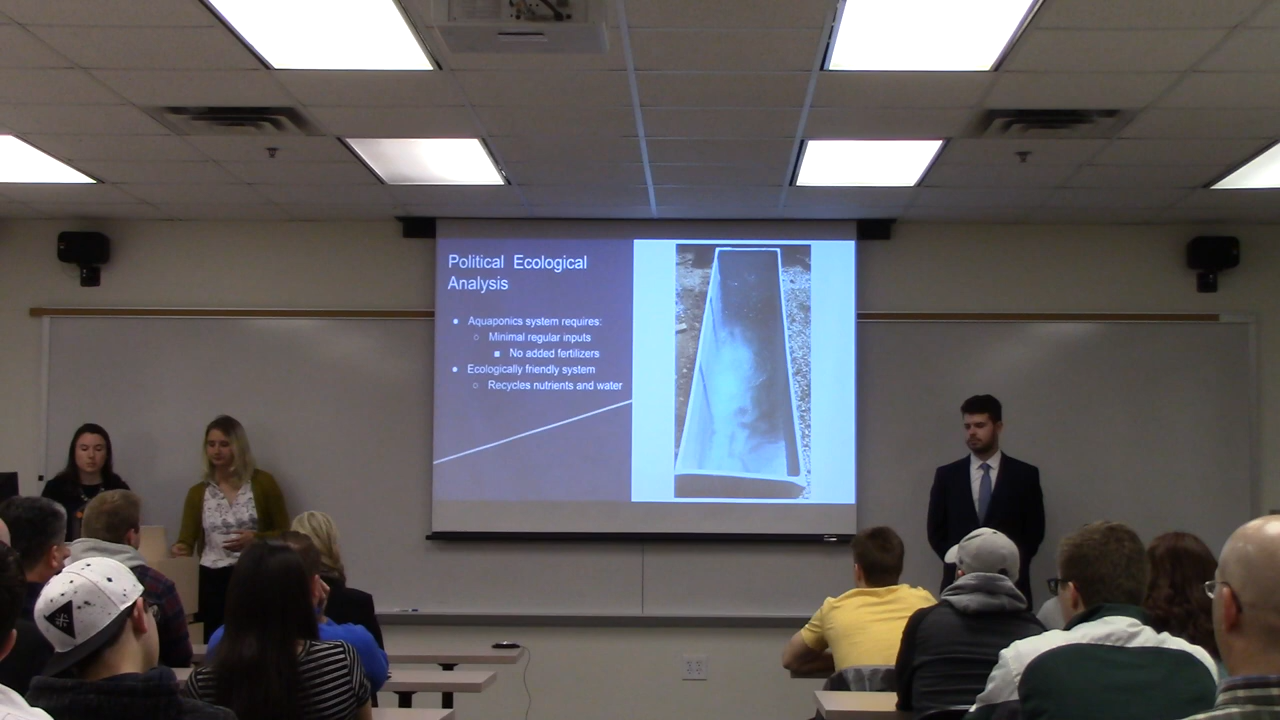 Political Ecological
Analysis
● Aquaponics system requires:
○ Minimal regular inputs
■ No added fertilizers
● Ecologically friendly system
○ Recycles nutrients and water